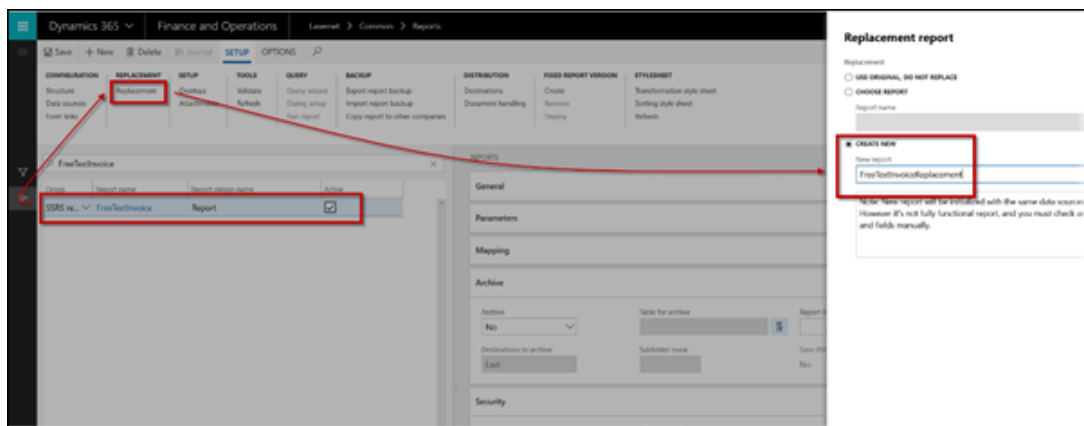 Dynamics 365 Finance and Operations Lasernet > Common > Reports
Save + New Delete Journal SETUP OPTIONS
CONFIGURATION REPLACEMENT SETUP TOOLS QUERY BACKUP DISTRIBUTION FIXED REPORT VERSION STYLESHEET
Structure Replacement Overlays Validate Query wizard Export report backup Destinations Create Transformation style sheet
Data sources Attachments Refresh Dialog setup Import report backup Document handling Remove Sorting style sheet
Form links Run report Copy report to other companies Deploy Refresh
FreeTextInvoice
Origin Report name Report design name Active
SSRS re... FreeTextInvoice Report
REPORTS
General
Parameters
Mapping
Archive
Archive Table for archive Report
No
Destinations to archive Subfolder mask Save
Last No
Security
Replacement report
Replacement
USE ORIGINAL, DO NOT REPLACE
CHOOSE REPORT
Report name
CREATE NEW
New report
FreeTextInvoiceReplacement
Note: New report will be initialized with the same data source
However it's not fully functional report, and you must check
and fields manually.